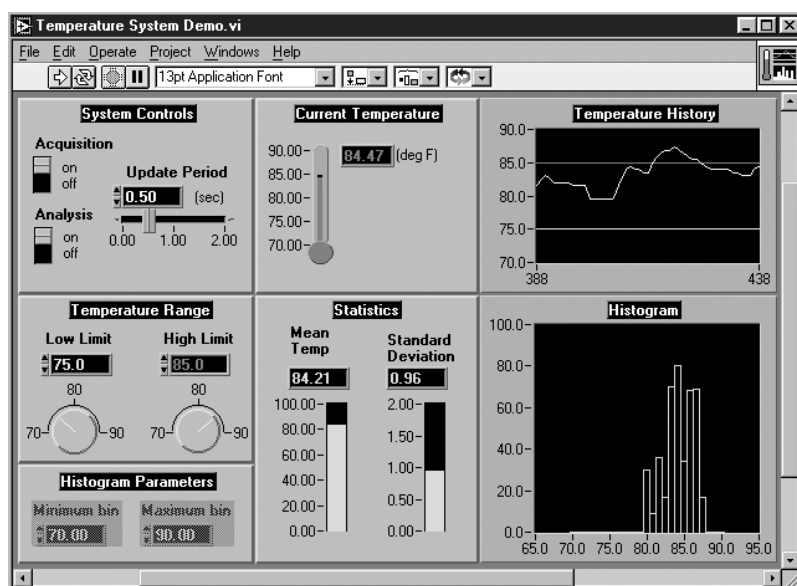 Temperature System Demo.vi
File Edit Operate Project Windows Help
13pt Application Font
System Controls
Acquisition
on
off
Update Period
0.50 (sec)
0.00 1.00 2.00
Analysis
on
off
Current Temperature
84.47 (deg F)
90.00
85.00
80.00
75.00
70.00
Temperature History
90.0
85.0
80.0
75.0
70.0
388 438
Temperature Range
Low Limit High Limit
75.0 85.0
80 80
70 90 70 90
Histogram Parameters
Minimum bin Maximum bin
70.00 90.00
Statistics
Mean Temp
84.21
100.00
80.00
60.00
40.00
20.00
0.00
Standard Deviation
0.96
2.00
1.50
1.00
0.50
0.00
Histogram
100.0
80.0
60.0
40.0
20.0
0.0
65.0 70.0 75.0 80.0 85.0 90.0 95.0